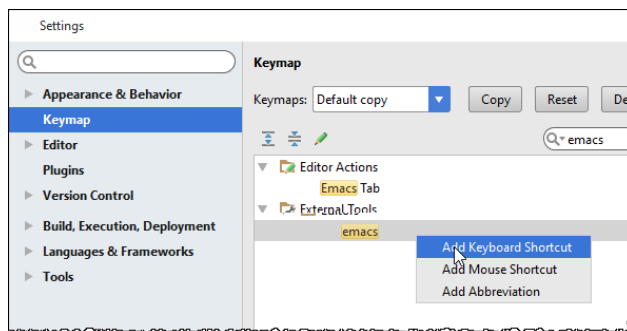 Settings
Appearance & Behavior
Keymap
Editor
Plugins
Version Control
Build, Execution, Deployment
Languages & Frameworks
Tools
Keymap
Keymaps: Default copy Copy Reset De
emacs
Editor Actions
Emacs Tab
External Tools
emacs
Add Keyboard Shortcut
Add Mouse Shortcut
Add Abbreviation